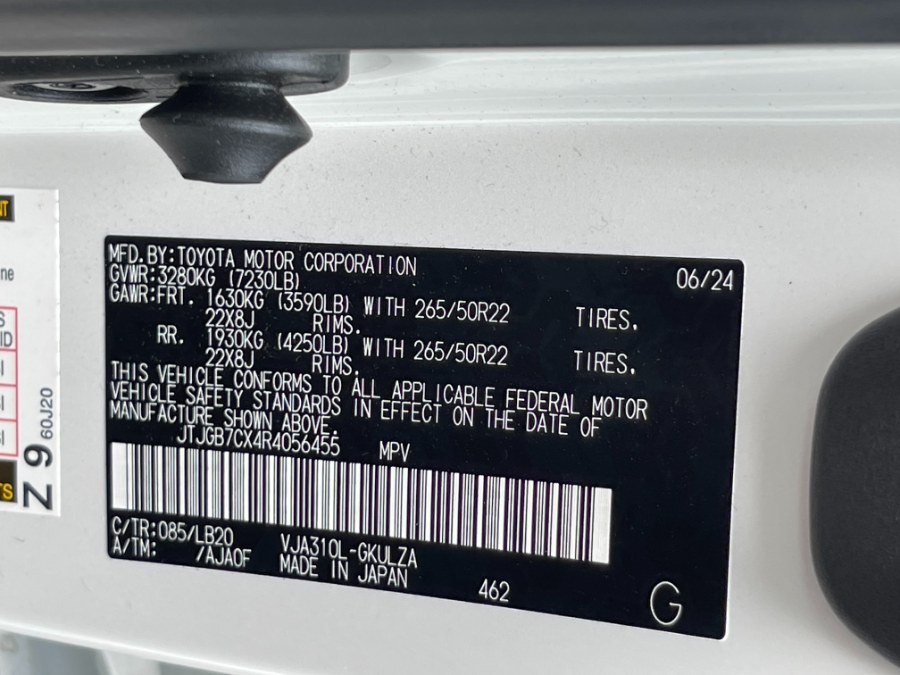 MFD.BY:TOYOTA MOTOR CORPORATION 06/24
GVWR:3280KG (7230LB)
GAWR:FRT. 1630KG (3590LB) WITH 265/50R22 TIRES,
22X8J RIMS.
RR. 1930KG (4250LB) WITH 265/50R22 TIRES,
22X8J RIMS.
THIS VEHICLE CONFORMS TO ALL APPLICABLE FEDERAL MOTOR
VEHICLE SAFETY STANDARDS IN EFFECT ON THE DATE OF
MANUFACTURE SHOWN ABOVE.
JTJGB7CX4R4056455 MPV
C/TR:085/LB20 VJA310L-GKULZA
A/TM: /AJA0F MADE IN JAPAN
462 G
Z 9 60J20